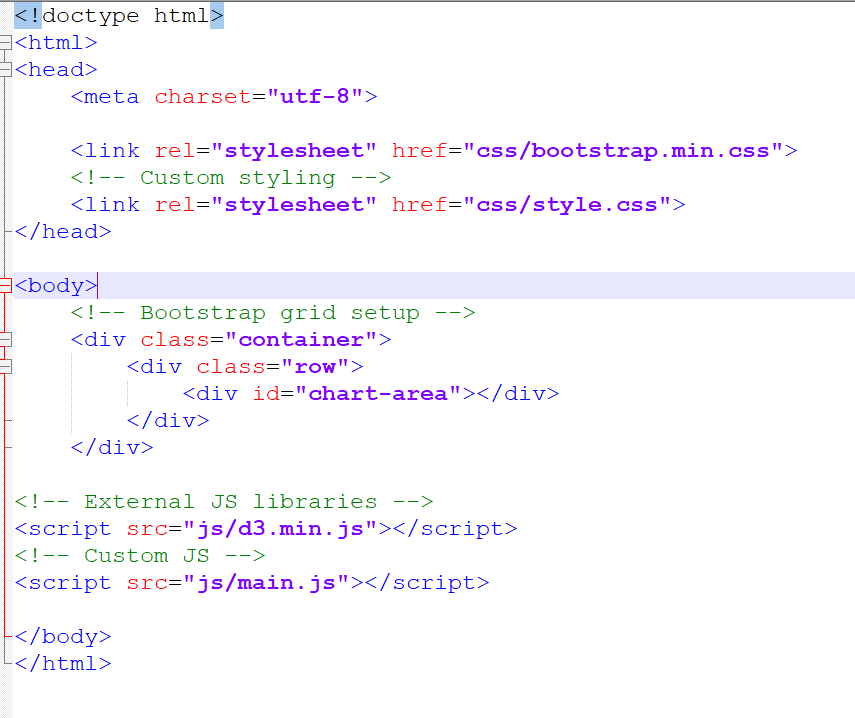 <!doctype html>
<html>
<head>
    <meta charset="utf-8">

    <link rel="stylesheet" href="css/bootstrap.min.css">
    <!-- Custom styling -->
    <link rel="stylesheet" href="css/style.css">
</head>

<body>
    <!-- Bootstrap grid setup -->
    <div class="container">
        <div class="row">
            <div id="chart-area"></div>
        </div>
    </div>

<!-- External JS libraries -->
<script src="js/d3.min.js"></script>
<!-- Custom JS -->
<script src="js/main.js"></script>

</body>
</html>